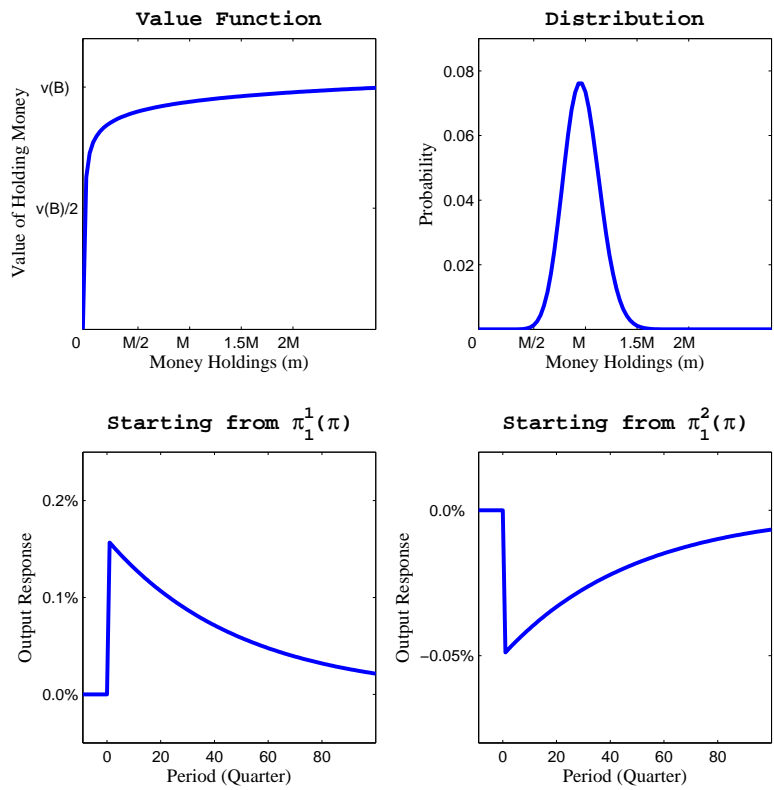 Value Function
Value of Holding Money
v(B)
v(B)/2
0 M/2 M 1.5M 2M
Money Holdings (m)
Distribution
Probability
0.08
0.06
0.04
0.02
0 M/2 M 1.5M 2M
Money Holdings (m)
Starting from π₁¹(π)
Output Response
0.2%
0.1%
0.0%
0 20 40 60 80
Period (Quarter)
Starting from π₁²(π)
Output Response
0.0%
−0.05%
0 20 40 60 80
Period (Quarter)